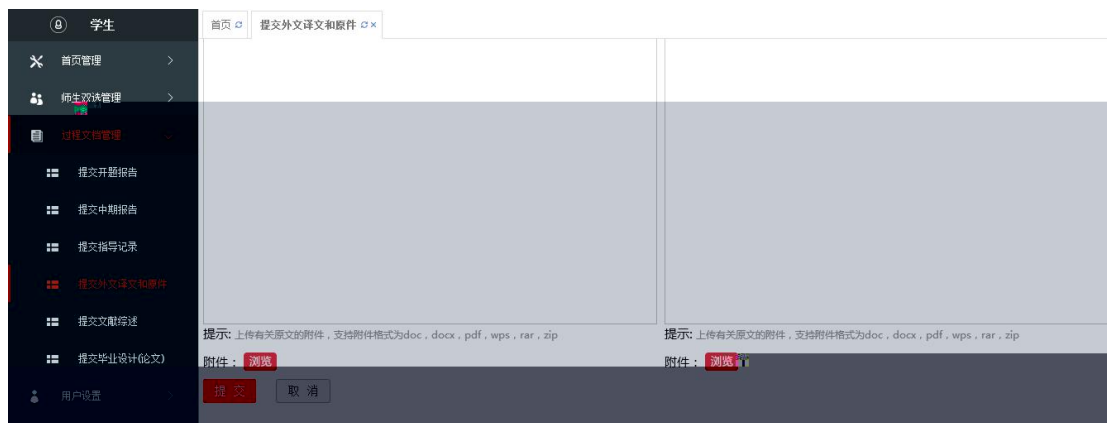 学生
首页 提交外文译文和原件
首页管理
师生双选管理
过程文档管理
提交开题报告
提交中期报告
提交指导记录
提交外文译文和原件
提交文献综述
提交毕业设计(论文)
用户设置
提示: 上传有关原文的附件，支持附件格式为doc，docx，pdf，wps，rar，zip
附件： 浏览
提 交 取 消
提示: 上传有关原文的附件，支持附件格式为doc，docx，pdf，wps，rar，zip
附件： 浏览